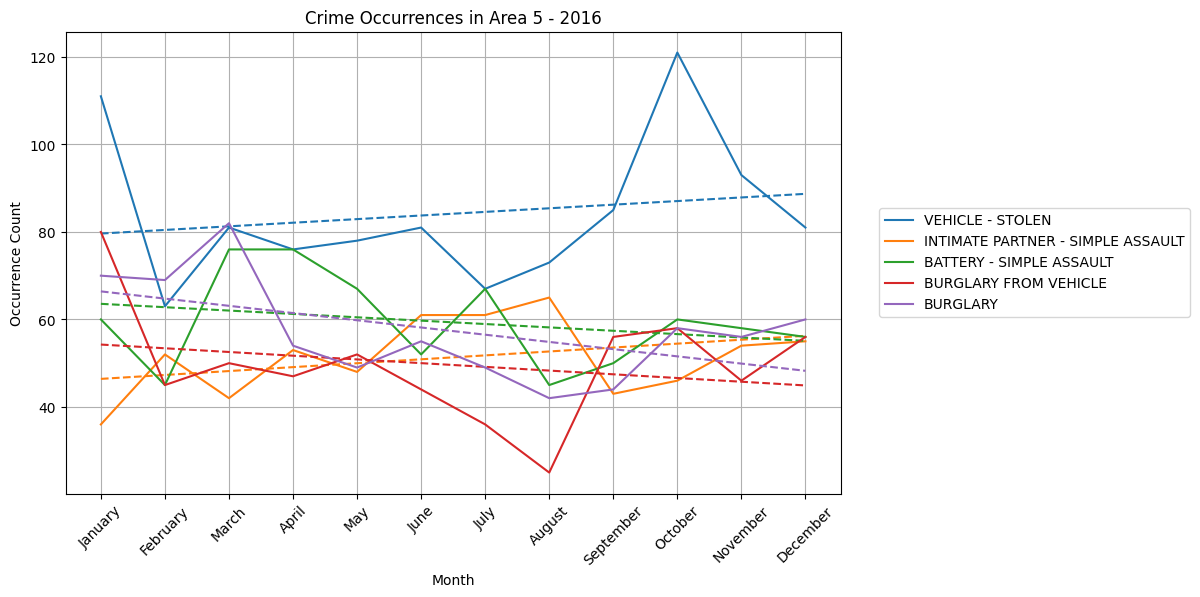 Crime Occurrences in Area 5 - 2016
Occurrence Count
120
100
80
60
40
January
February
March
April
May
June
July
August
September
October
November
December
Month
VEHICLE - STOLEN
INTIMATE PARTNER - SIMPLE ASSAULT
BATTERY - SIMPLE ASSAULT
BURGLARY FROM VEHICLE
BURGLARY